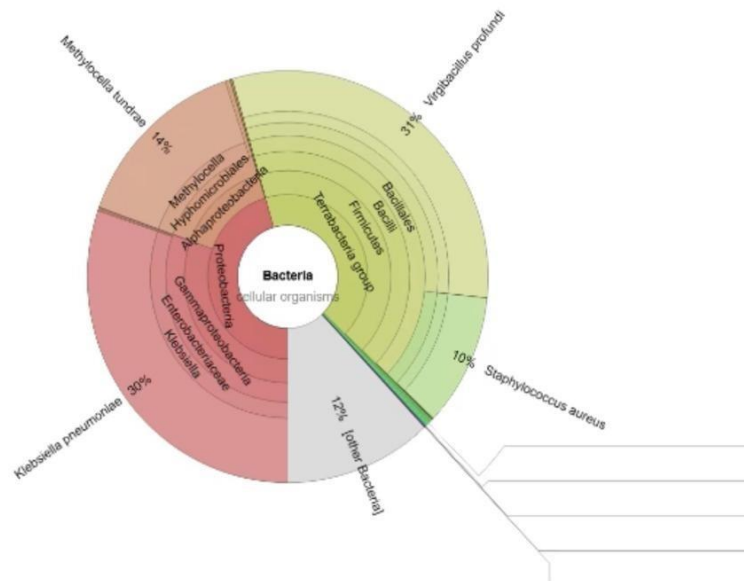 Methylocella tundrae
14%
Virgibacillus profundi
31%
Methylocella
Hyphomicrobiales
Alphaproteobacteria
Bacillales
Bacilli
Firmicutes
Terrabacteria group
Proteobacteria
Bacteria
cellular organisms
Gammaproteobacteria
Enterobacteriaceae
Klebsiella
30%
Klebsiella pneumoniae
10%
Staphylococcus aureus
12% [other Bacteria]